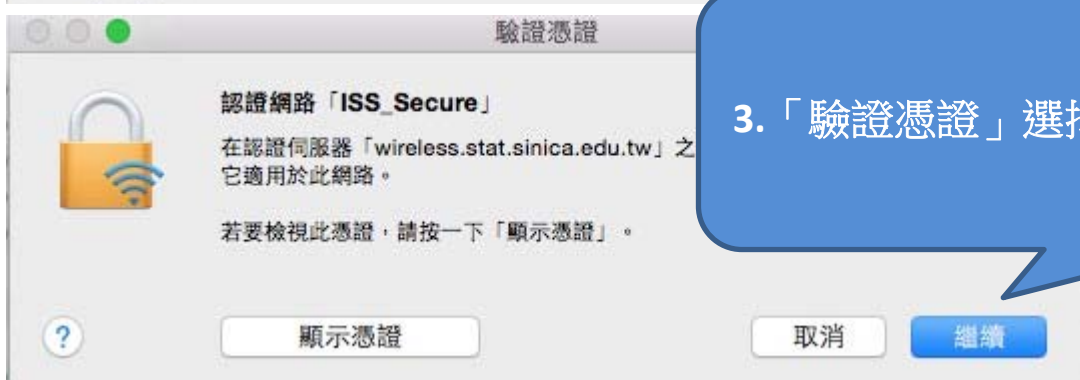 驗證憑證
認證網路「ISS_Secure」
在認證伺服器「wireless.stat.sinica.edu.tw」之
它適用於此網路。
若要檢視此憑證,請按一下「顯示憑證」。
3.「驗證憑證」選
?
顯示憑證
取消
繼續